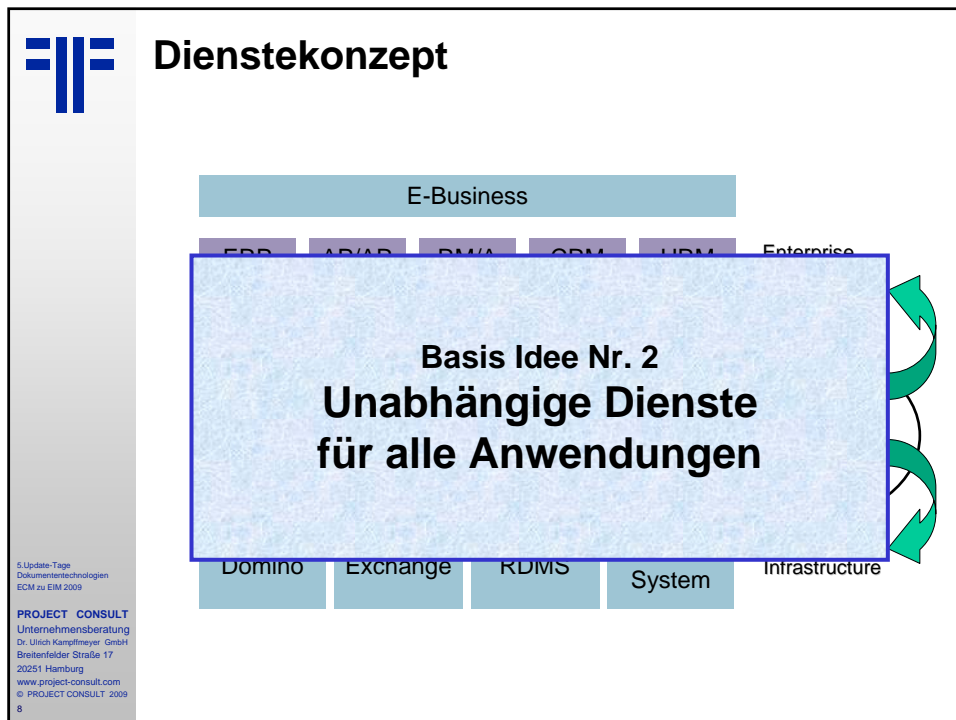 Dienstekonzept
E-Business
Enterprise
Basis Idee Nr. 2
Unabhängige Dienste
für alle Anwendungen
Domino
Exchange
RDMS
System
Infrastructure
5.Update-Tage
Dokumententechnologien
ECM zu EIM 2009
PROJECT CONSULT
Unternehmensberatung
Dr. Ulrich Kampffmeyer GmbH
Breitenfelder Straße 17
20251 Hamburg
www.project-consult.com
© PROJECT CONSULT 2009
8